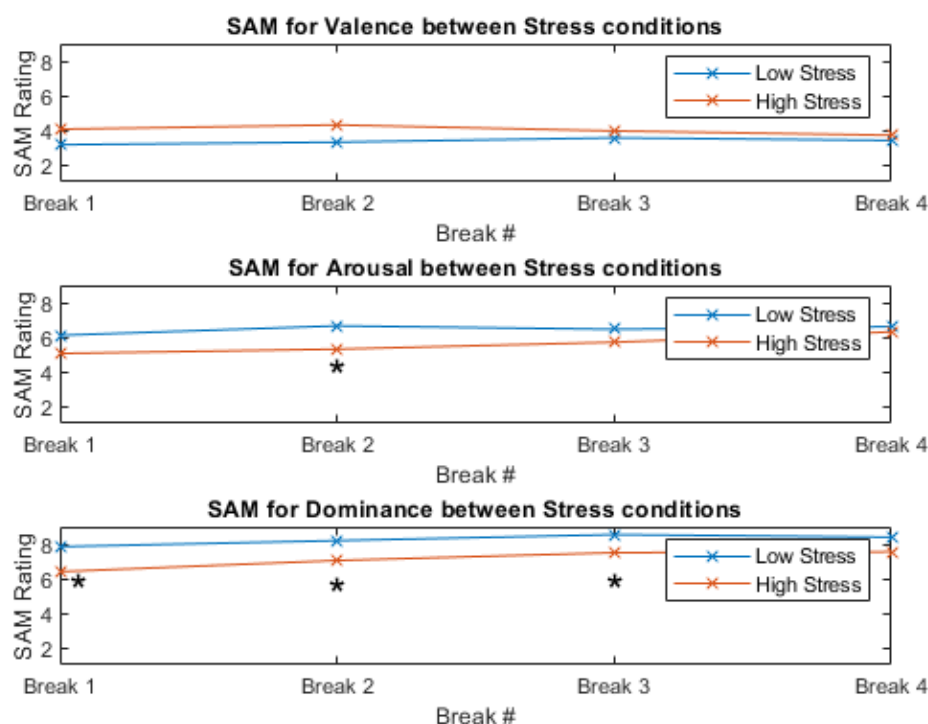 SAM for Valence between Stress conditions
SAM Rating
8
6
4
2
Low Stress
High Stress
Break 1 Break 2 Break 3 Break 4
Break #
SAM for Arousal between Stress conditions
SAM Rating
8
6
4
2
Low Stress
High Stress
*
Break 1 Break 2 Break 3 Break 4
Break #
SAM for Dominance between Stress conditions
SAM Rating
8
6
4
2
Low Stress
High Stress
* * *
Break 1 Break 2 Break 3 Break 4
Break #